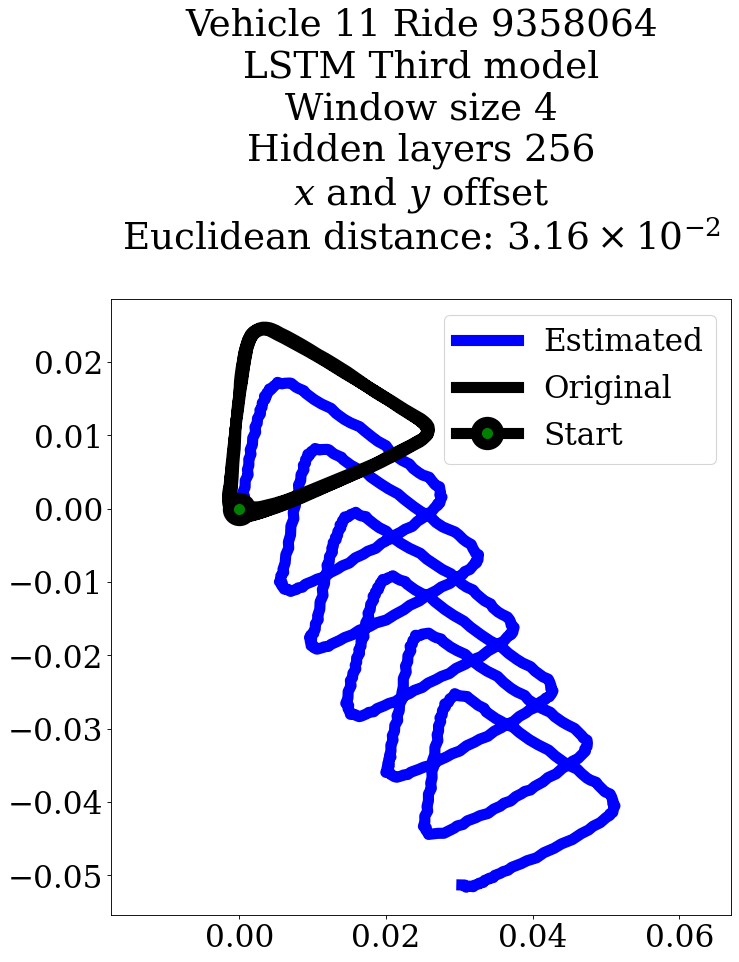 Vehicle 11 Ride 9358064
LSTM Third model
Window size 4
Hidden layers 256
x and y offset
Euclidean distance: 3.16 × 10⁻²
Estimated
Original
Start
0.02
0.01
0.00
−0.01
−0.02
−0.03
−0.04
−0.05
0.00 0.02 0.04 0.06